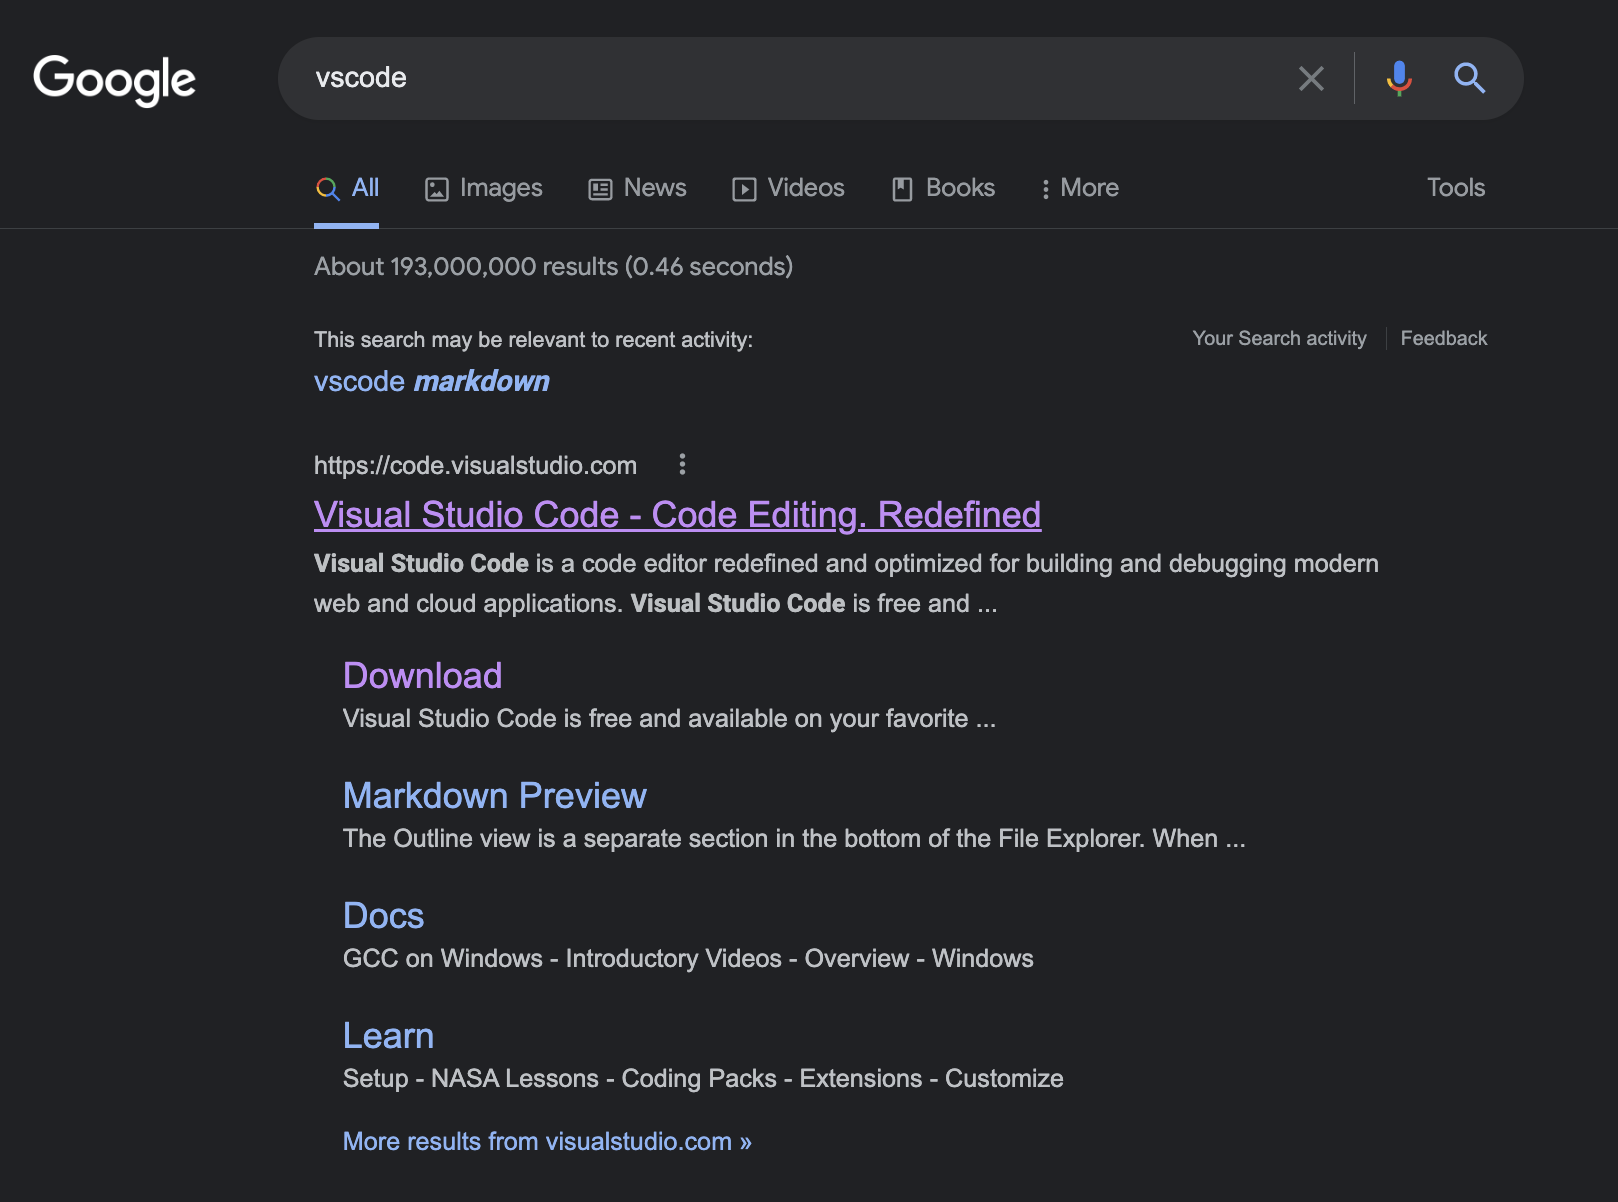 Google
vscode
All Images News Videos Books More Tools
About 193,000,000 results (0.46 seconds)
This search may be relevant to recent activity:
Your Search activity Feedback
vscode markdown
https://code.visualstudio.com
Visual Studio Code - Code Editing. Redefined
Visual Studio Code is a code editor redefined and optimized for building and debugging modern
web and cloud applications. Visual Studio Code is free and ...
Download
Visual Studio Code is free and available on your favorite ...
Markdown Preview
The Outline view is a separate section in the bottom of the File Explorer. When ...
Docs
GCC on Windows - Introductory Videos - Overview - Windows
Learn
Setup - NASA Lessons - Coding Packs - Extensions - Customize
More results from visualstudio.com »